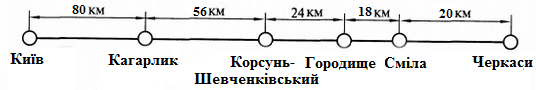 80 км 56 км 24 км 18 км 20 км
Київ Кагарлик Корсунь- Городище Сміла Черкаси
Шевченківський